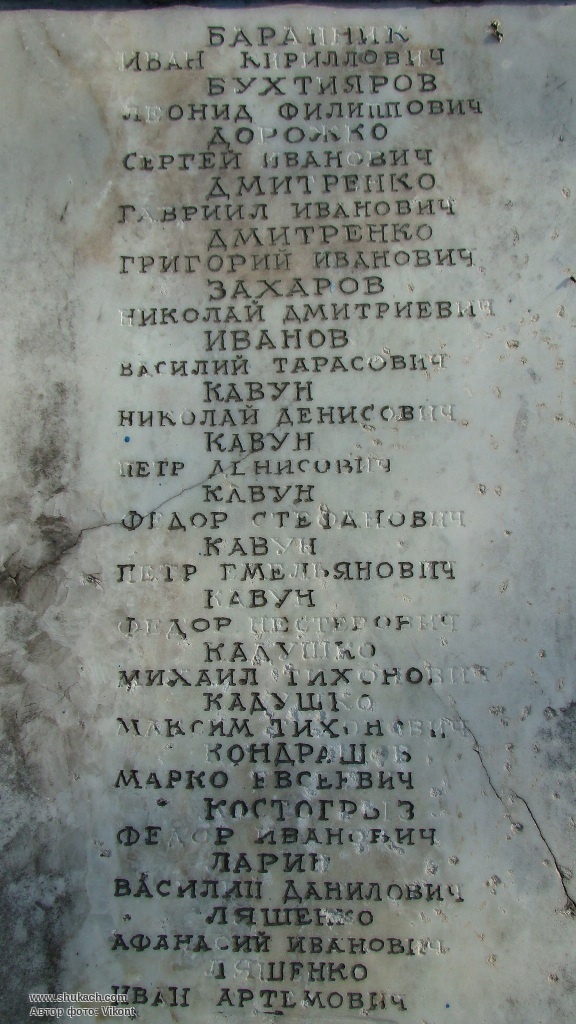 БАРАННИК
ИВАН КИРИЛЛОВИЧ
БУХТИЯРОВ
ЛЕОНИД ФИЛИППОВИЧ
ДОРОЖКО
СЕРГЕЙ ИВАНОВИЧ
ДМИТРЕНКО
ГАВРИИЛ ИВАНОВИЧ
ДМИТРЕНКО
ГРИГОРИЙ ИВАНОВИЧ
ЗАХАРОВ
НИКОЛАЙ ДМИТРИЕВИЧ
ИВАНОВ
ВАСИЛИЙ ТАРАСОВИЧ
КАВУН
НИКОЛАЙ ДЕНИСОВИЧ
КАВУН
ПЕТР ДЕНИСОВИЧ
КАВУН
ФЕДОР СТЕФАНОВИЧ
КАВУН
ПЕТР ЕМЕЛЬЯНОВИЧ
КАВУН
ФЕДОР НЕСТЕРОВИЧ
КАДУШКО
МИХАИЛ ТИХОНОВИЧ
КАДУШКО
МАКСИМ ТИХОНОВИЧ
КОНДРАШОВ
МАРКО ЕВСЕЕВИЧ
КОСТОГРЫЗ
ФЕДОР ИВАНОВИЧ
ЛАРИН
ВАСИЛИЙ ДАНИЛОВИЧ
ЛЯШЕНКО
АФАНАСИЙ ИВАНОВИЧ
ЛЯШЕНКО
ИВАН АРТЕМОВИЧ
www.shukach.com
Автор фото: Vikont